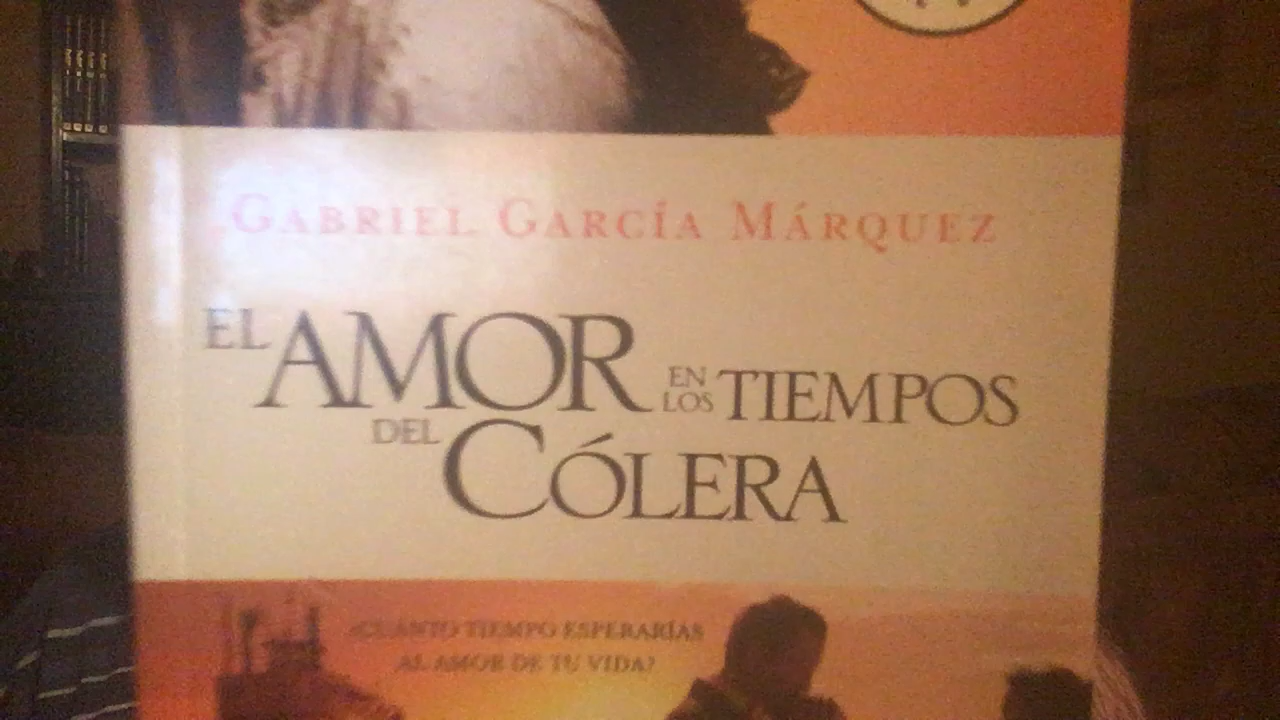 GABRIEL GARCÍA MÁRQUEZ
EL AMOR EN LOS TIEMPOS
DEL CÓLERA
¿CUÁNTO TIEMPO ESPERARÍAS
AL AMOR DE TU VIDA?